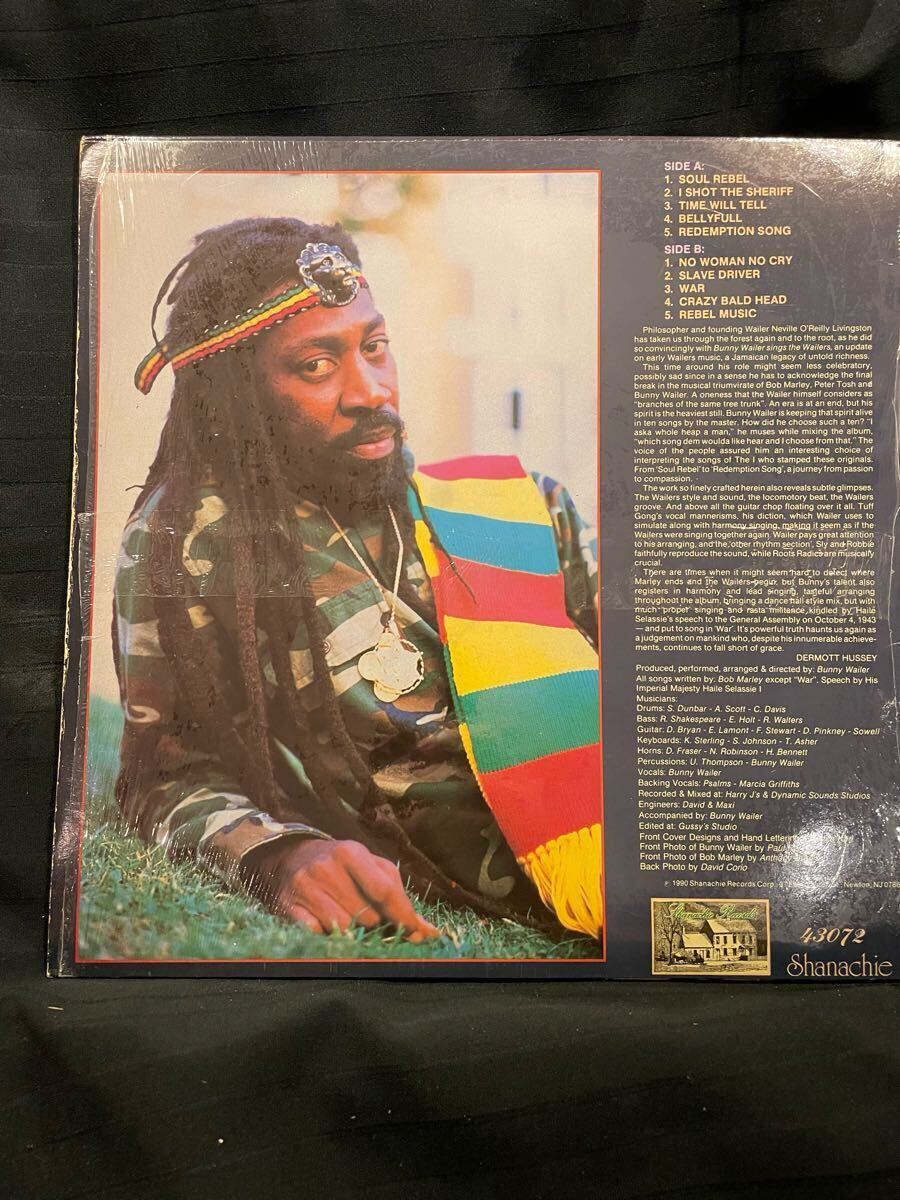 SIDE A:
1. SOUL REBEL
2. I SHOT THE SHERIFF
3. TIME WILL TELL
4. BELLYFULL
5. REDEMPTION SONG
SIDE B:
1. NO WOMAN NO CRY
2. SLAVE DRIVER
3. WAR
4. CRAZY BALD HEAD
5. REBEL MUSIC
Philosopher and founding Wailer Neville O'Reilly Livingston
has taken us through the forest again and to the root, as he did
so convincingly with Bunny Wailer sings the Wailers, an update
on early Wailers music, a Jamaican legacy of untold richness.
This time around his role might seem less celebratory,
possibly sad since in a sense he has to acknowledge the final
break in the musical triumvirate of Bob Marley, Peter Tosh and
Bunny Wailer. A oneness that the Wailer himself considers as
"branches of the same tree trunk". An era is at an end, but his
spirit is the heaviest still. Bunny Wailer is keeping that spirit alive
in ten songs by the master. How did he choose such a ten? "I
aska whole heap a man," he muses while mixing the album,
"which song dem woulda like hear and I choose from that." The
voice of the people assured him an interesting choice of
interpreting the songs of The I who stamped these originals.
From 'Soul Rebel' to 'Redemption Song', a journey from passion
to compassion.
The work so finely crafted herein also reveals subtle glimpses.
The Wailers style and sound, the locomotory beat, the Wailers
groove. And above all the guitar chop floating over it all. Tuff
Gong's vocal mannerisms, his diction, which Wailer uses to
simulate along with harmony singing, making it seem as if the
Wailers were singing together again. Wailer pays great attention
to his arranging, and the, 'other rhythm section', Sly and Robbie
faithfully reproduce the sound, while Roots Radics are musically
crucial.
There are times when it might seem hard to detect where
Marley ends and the Wailers begin, but Bunny's talent also
registers in harmony and lead singing, tasteful arranging
throughout the album, bringing a dance hall style mix, but with
much "propel" singing and rasta militance, kindled by Haile
Selassie's speech to the General Assembly on October 4, 1943
— and put to song in 'War'. It's powerful truth haunts us again as
a judgement on mankind who, despite his innumerable achieve-
ments, continues to fall short of grace.
DERMOTT HUSSEY
Produced, performed, arranged & directed by: Bunny Wailer
All songs written by: Bob Marley except "War". Speech by His
Imperial Majesty Haile Selassie I
Musicians:
Drums: S. Dunbar - A. Scott - C. Davis
Bass: R. Shakespeare - E. Holt - R. Walters
Guitar: D. Bryan - E. Lamont - F. Stewart - D. Pinkney - Sowell
Keyboards: K. Sterling - S. Johnson - T. Asher
Horns: D. Fraser - N. Robinson - H. Bennett
Percussions: U. Thompson - Bunny Wailer
Vocals: Bunny Wailer
Backing Vocals: Psalms - Marcia Griffiths
Recorded & Mixed at: Harry J's & Dynamic Sounds Studios
Engineers: David & Maxi
Accompanied by: Bunny Wailer
Edited at: Gussy's Studio
Front Cover Designs and Hand Lettering
Front Photo of Bunny Wailer by
Front Photo of Bob Marley by
Back Photo by David Corio
℗ 1990 Shanachie Records Corp. Newton, NJ
Shanachie Records
43072
Shanachie